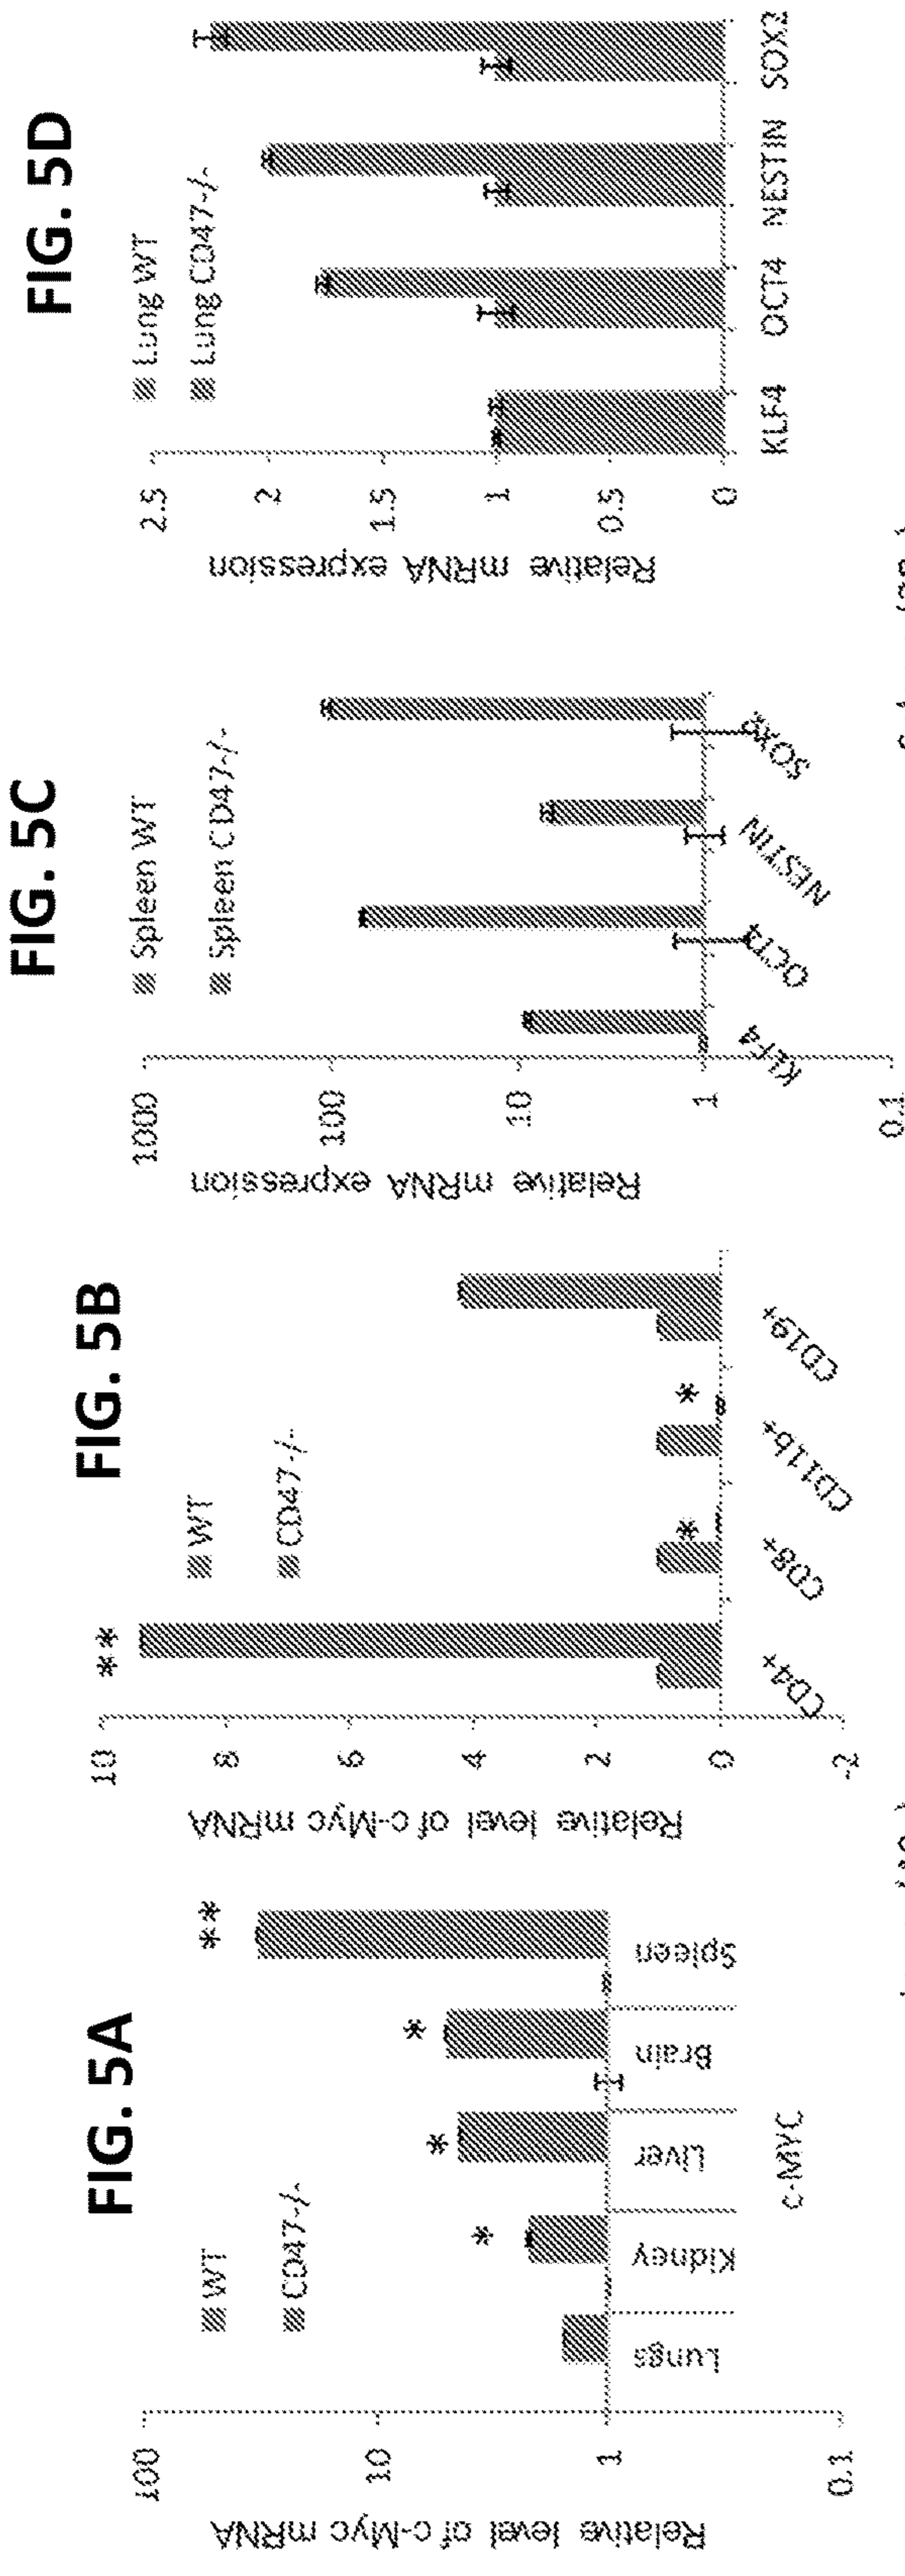 FIG. 5A
WT
CD47-/-
Relative level of c-Myc mRNA
100
10
1
0.1
* * * **
Lungs Kidney Liver Brain Spleen
c-MYC
FIG. 5B
WT
CD47-/-
Relative level of c-Myc mRNA
10
8
6
4
2
0
-2
** * *
CD4+ CD8+ CD11b+ CD19+
FIG. 5C
Spleen WT
Spleen CD47-/-
Relative mRNA expression
1000
100
10
1
0.1
KLF4 OCT4 NESTIN SOX2
FIG. 5D
Lung WT
Lung CD47-/-
Relative mRNA expression
2.5
2
1.5
1
0.5
0
KLF4 OCT4 NESTIN SOX2